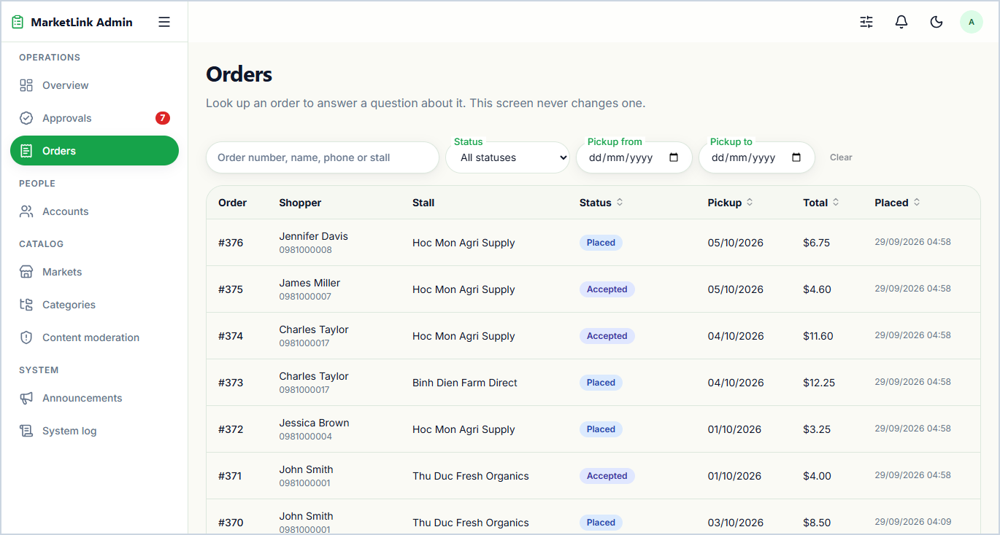 MarketLink Admin
A
OPERATIONS
Overview
Approvals 7
Orders
PEOPLE
Accounts
CATALOG
Markets
Categories
Content moderation
SYSTEM
Announcements
System log
Orders
Look up an order to answer a question about it. This screen never changes one.
Order number, name, phone or stall
Status
All statuses
Pickup from
dd/mm/yyyy
Pickup to
dd/mm/yyyy
Clear
Order Shopper Stall Status Pickup Total Placed
#376 Jennifer Davis Hoc Mon Agri Supply Placed 05/10/2026 $6.75 29/09/2026 04:58
0981000008
#375 James Miller Hoc Mon Agri Supply Accepted 05/10/2026 $4.60 29/09/2026 04:58
0981000007
#374 Charles Taylor Hoc Mon Agri Supply Accepted 04/10/2026 $11.60 29/09/2026 04:58
0981000017
#373 Charles Taylor Binh Dien Farm Direct Placed 04/10/2026 $12.25 29/09/2026 04:58
0981000017
#372 Jessica Brown Hoc Mon Agri Supply Placed 01/10/2026 $3.25 29/09/2026 04:58
0981000004
#371 John Smith Thu Duc Fresh Organics Accepted 01/10/2026 $4.00 29/09/2026 04:58
0981000001
#370 John Smith Thu Duc Fresh Organics Placed 03/10/2026 $8.50 29/09/2026 04:09
0981000001